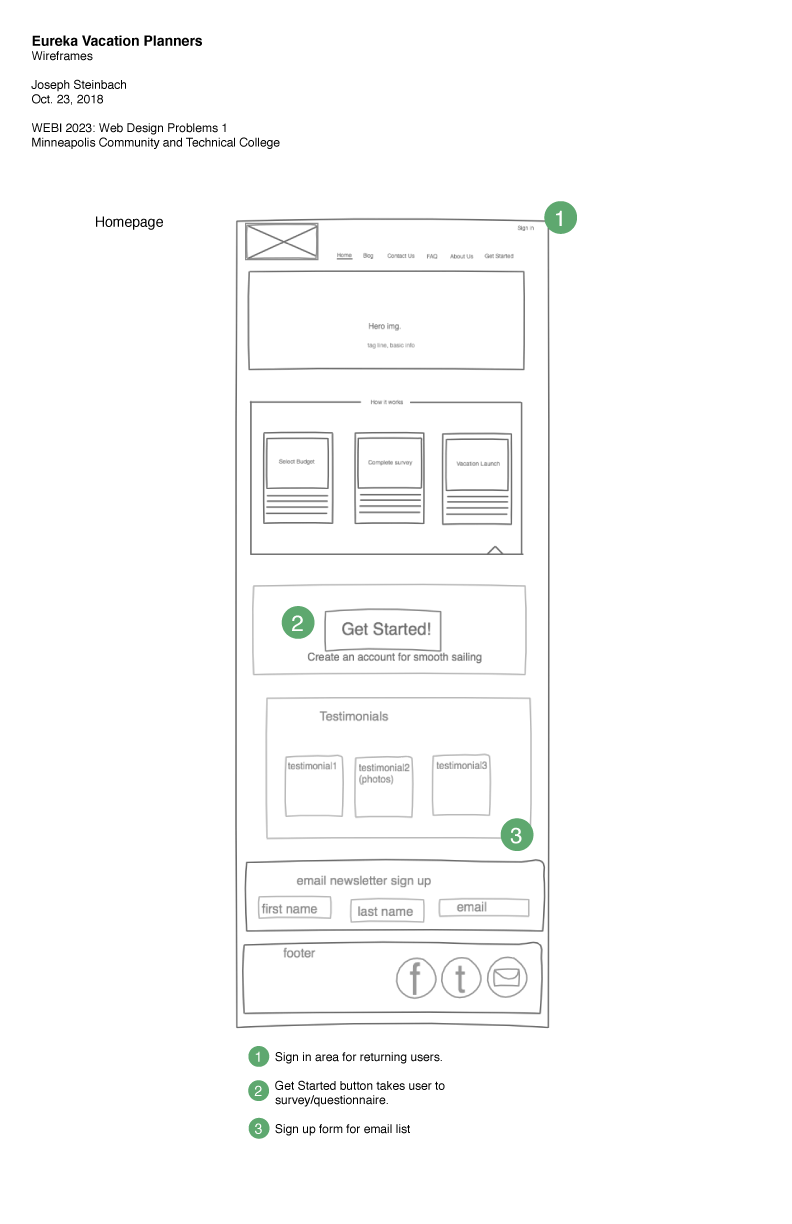 Eureka Vacation Planners
Wireframes
Joseph Steinbach
Oct. 23, 2018
WEBI 2023: Web Design Problems 1
Minneapolis Community and Technical College
Homepage
1
Sign in
Home Blog Contact Us FAQ About Us Get Started
Hero img.
tag line, basic info
How it works
Select Budget Complete survey Vacation Launch
2
Get Started!
Create an account for smooth sailing
Testimonials
testimonial1 testimonial2 testimonial3
(photos)
3
email newsletter sign up
first name last name email
footer
f t
1 Sign in area for returning users.
2 Get Started button takes user to
survey/questionnaire.
3 Sign up form for email list